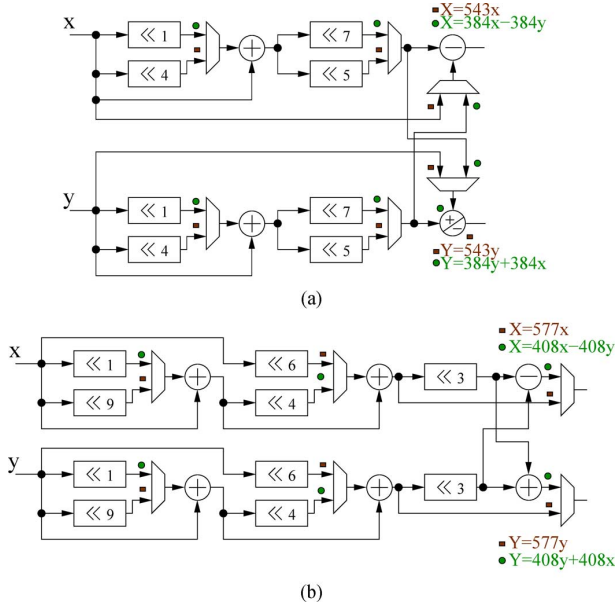 X=543x
X=384x−384y
x
≪ 1
≪ 7
+
−
≪ 4
≪ 5
y
≪ 1
≪ 7
+
+/−
≪ 4
≪ 5
Y=543y
Y=384y+384x
(a)
X=577x
X=408x−408y
x
≪ 1
≪ 6
≪ 3
+
+
−
≪ 9
≪ 4
y
≪ 1
≪ 6
≪ 3
+
+
+
≪ 9
≪ 4
Y=577y
Y=408y+408x
(b)